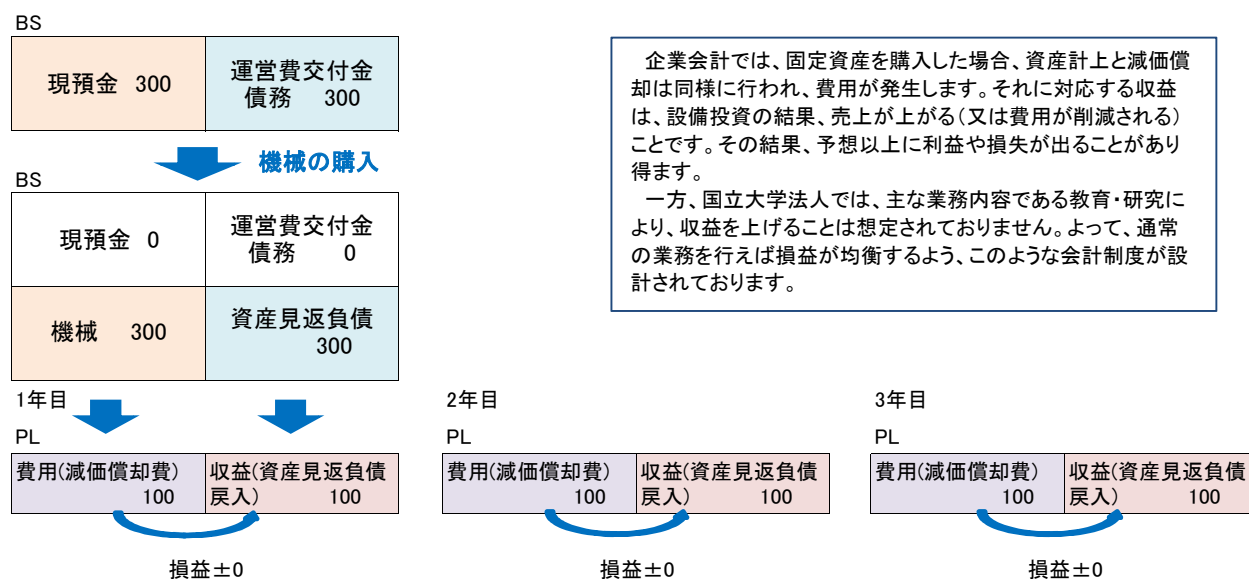 BS
現預金 300
運営費交付金
債務 300
機械の購入
BS
現預金 0
運営費交付金
債務 0
機械 300
資産見返負債
300
企業会計では、固定資産を購入した場合、資産計上と減価償
却は同様に行われ、費用が発生します。それに対応する収益
は、設備投資の結果、売上が上がる(又は費用が削減される)
ことです。その結果、予想以上に利益や損失が出ることがあり
得ます。
一方、国立大学法人では、主な業務内容である教育・研究に
より、収益を上げることは想定されておりません。よって、通常
の業務を行えば損益が均衡するよう、このような会計制度が設
計されております。
1年目
PL
費用(減価償却費)
100
収益(資産見返負債
戻入) 100
損益±0
2年目
PL
費用(減価償却費)
100
収益(資産見返負債
戻入) 100
損益±0
3年目
PL
費用(減価償却費)
100
収益(資産見返負債
戻入) 100
損益±0